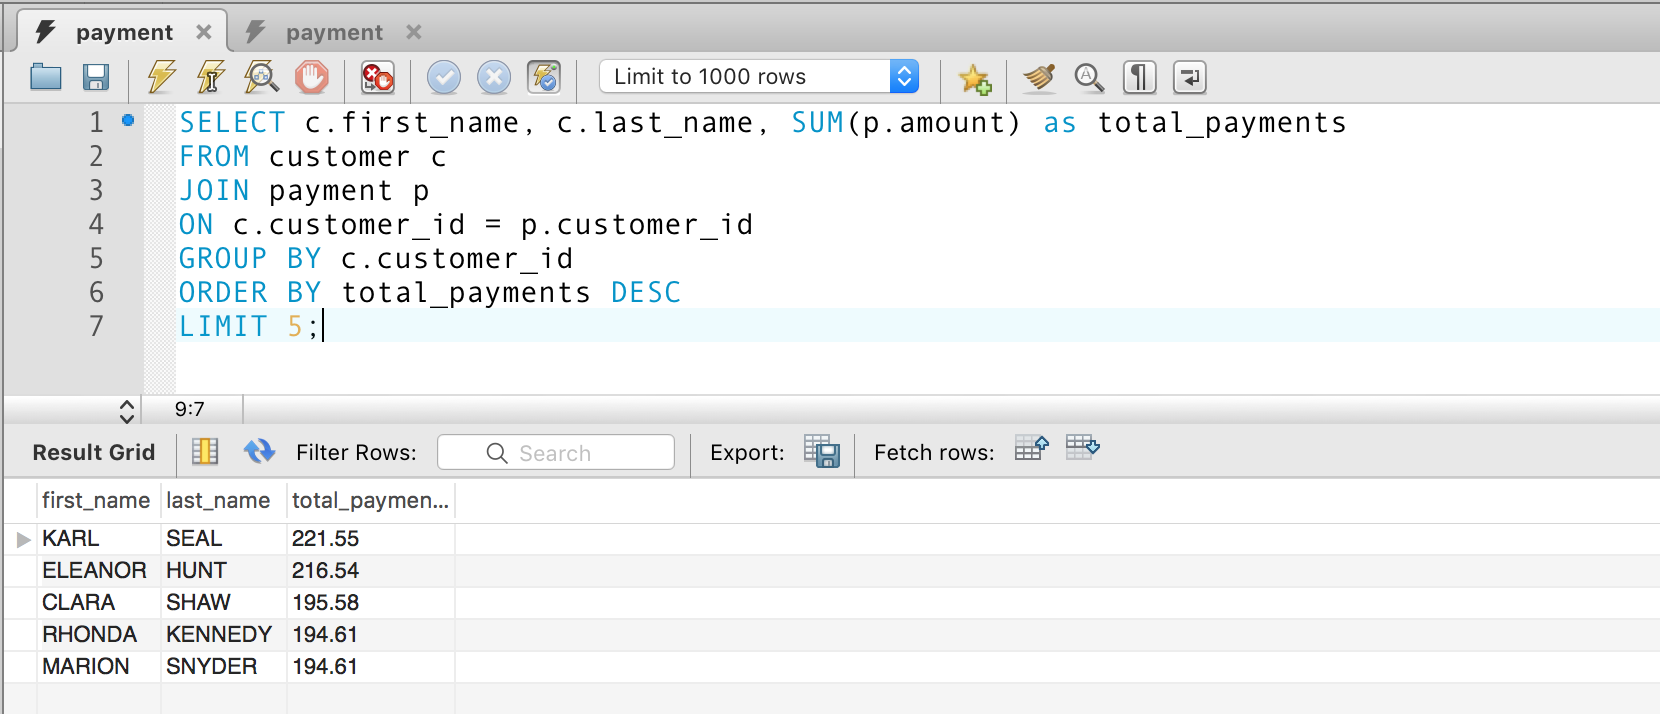 payment payment
Limit to 1000 rows
1 SELECT c.first_name, c.last_name, SUM(p.amount) as total_payments
2 FROM customer c
3 JOIN payment p
4 ON c.customer_id = p.customer_id
5 GROUP BY c.customer_id
6 ORDER BY total_payments DESC
7 LIMIT 5;
9:7
Result Grid Filter Rows: Search Export: Fetch rows:
first_name last_name total_paymen...
KARL SEAL 221.55
ELEANOR HUNT 216.54
CLARA SHAW 195.58
RHONDA KENNEDY 194.61
MARION SNYDER 194.61